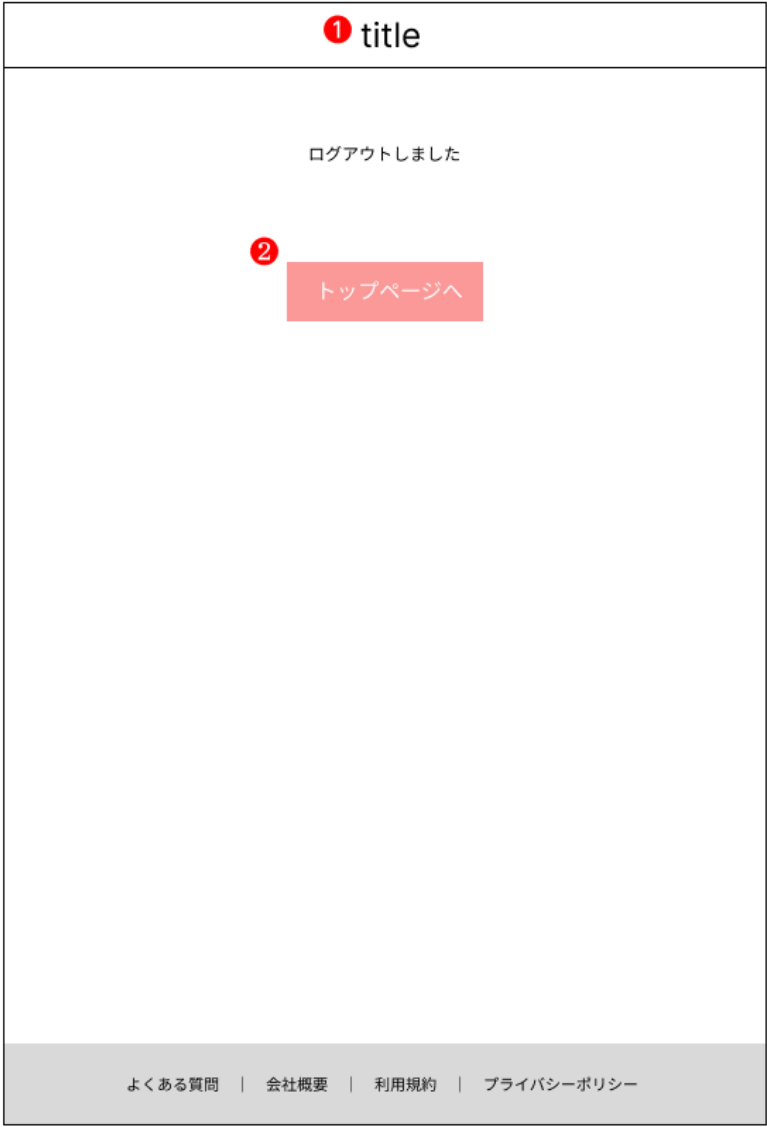 ❶ title
ログアウトしました
❷
トップページへ
よくある質問 | 会社概要 | 利用規約 | プライバシーポリシー